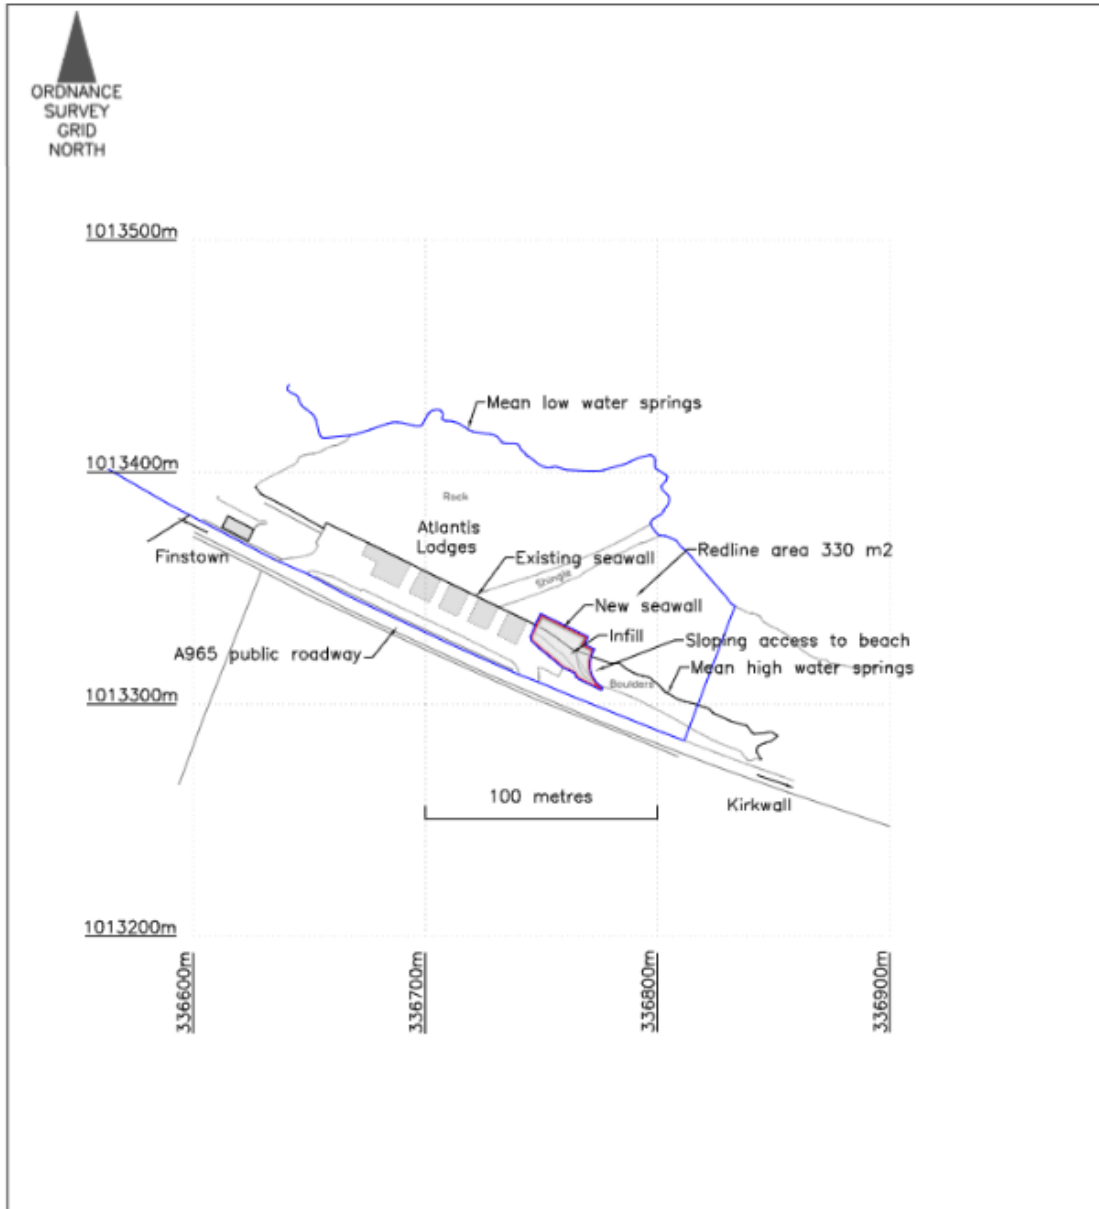 ORDNANCE
SURVEY
GRID
NORTH
1013500m
Mean low water springs
1013400m
Rock
Atlantis
Lodges
Finstown
Existing seawall
Redline area 330 m2
Shingle
New seawall
Infill
Sloping access to beach
A965 public roadway
Mean high water springs
Boulders
1013300m
100 metres
Kirkwall
1013200m
336600m
336700m
336800m
336900m